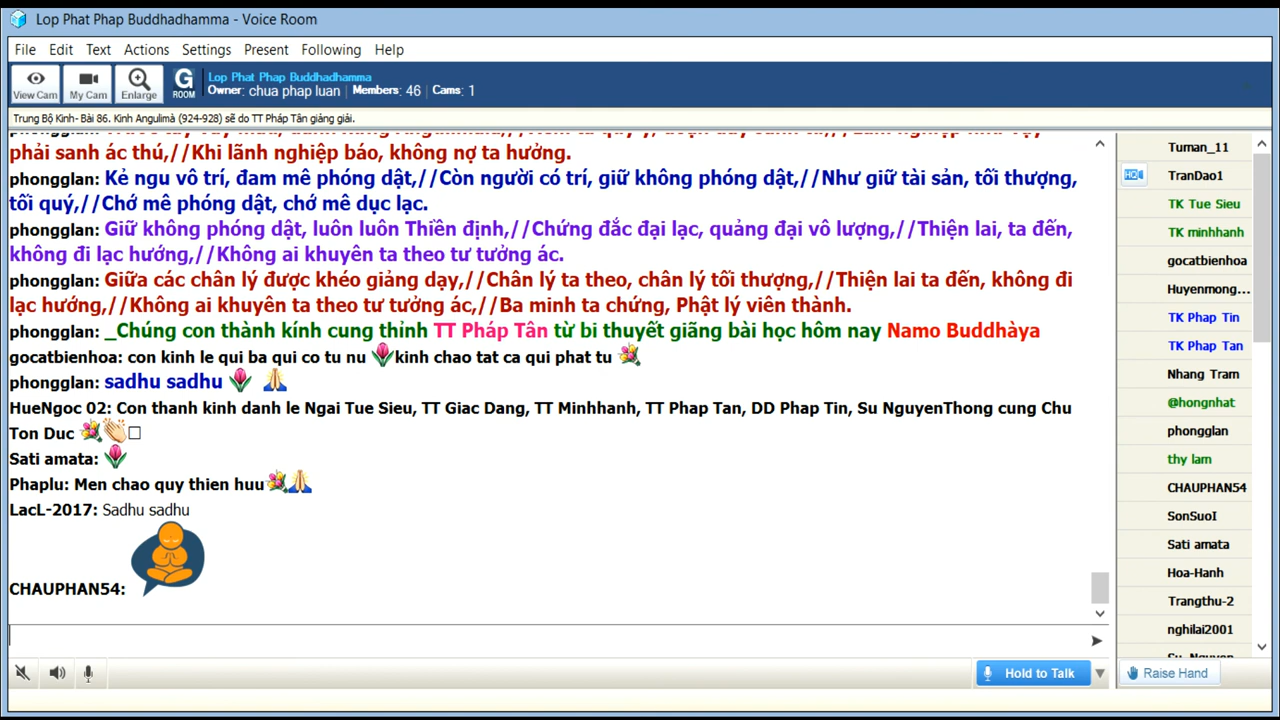 Lop Phat Phap Buddhadhamma - Voice Room
File Edit Text Actions Settings Present Following Help
View Cam My Cam Enlarge G ROOM
Lop Phat Phap Buddhadhamma
Owner: chua phap luan | Members: 46 | Cams: 1
Trung Bộ Kinh- Bài 86. Kinh Angulimà (924-928) sẽ do TT Pháp Tân giảng giải.
phải sanh ác thú,//Khi lãnh nghiệp báo, không nợ ta hưởng.
phongglan: Kẻ ngu vô trí, đam mê phóng dật,//Còn người có trí, giữ không phóng dật,//Như giữ tài sản, tối thượng,
tối quý,//Chớ mê phóng dật, chớ mê dục lạc.
phongglan: Giữ không phóng dật, luôn luôn Thiền định,//Chứng đắc đại lạc, quảng đại vô lượng,//Thiện lai, ta đến,
không đi lạc hướng,//Không ai khuyên ta theo tư tưởng ác.
phongglan: Giữa các chân lý được khéo giảng dạy,//Chân lý ta theo, chân lý tối thượng,//Thiện lai ta đến, không đi
lạc hướng,//Không ai khuyên ta theo tư tưởng ác,//Ba minh ta chứng, Phật lý viên thành.
phongglan: _Chúng con thành kính cung thỉnh TT Pháp Tân từ bi thuyết giãng bài học hôm nay Namo Buddhàya
gocatbienhoa: con kinh le qui ba qui co tu nu 🌷kinh chao tat ca qui phat tu 💐
phongglan: sadhu sadhu 🌷 🙏
HueNgoc 02: Con thanh kinh danh le Ngai Tue Sieu, TT Giac Dang, TT Minhhanh, TT Phap Tan, DD Phap Tin, Su NguyenThong cung Chu
Ton Duc 💐👏□
Sati amata: 🌷
Phaplu: Men chao quy thien huu💐🙏
LacL-2017: Sadhu sadhu
CHAUPHAN54:
Tuman_11
TranDao1
TK Tue Sieu
TK minhhanh
gocatbienhoa
Huyenmong...
TK Phap Tin
TK Phap Tan
Nhang Tram
@hongnhat
phongglan
thy lam
CHAUPHAN54
SonSuoI
Sati amata
Hoa-Hanh
Trangthu-2
nghilai2001
Hold to Talk
Raise Hand